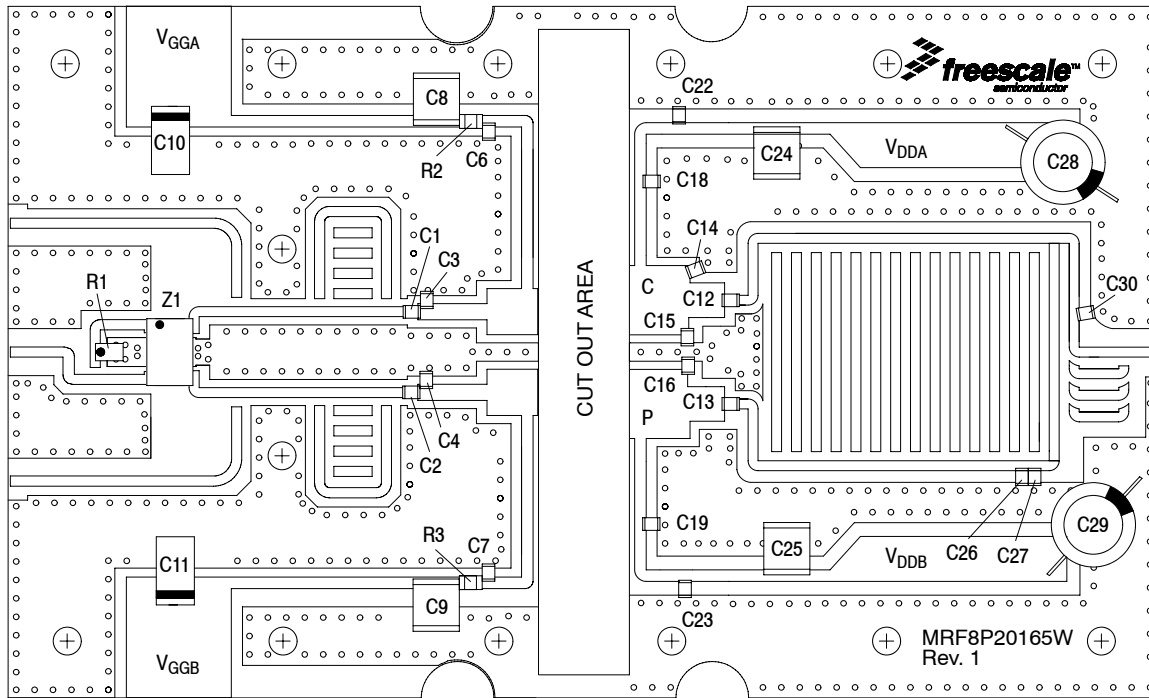 VGGA
C8
C10
R2
C6
C22
freescale™
semiconductor
C24
VDDA
C28
C18
C14
C1
C3
R1
Z1
C
C12
C30
C15
CUT OUT AREA
C16
C13
P
C4
C2
C19
C25
C26
C27
C29
VDDB
R3
C7
C11
C9
C23
VGGB
MRF8P20165W
Rev. 1